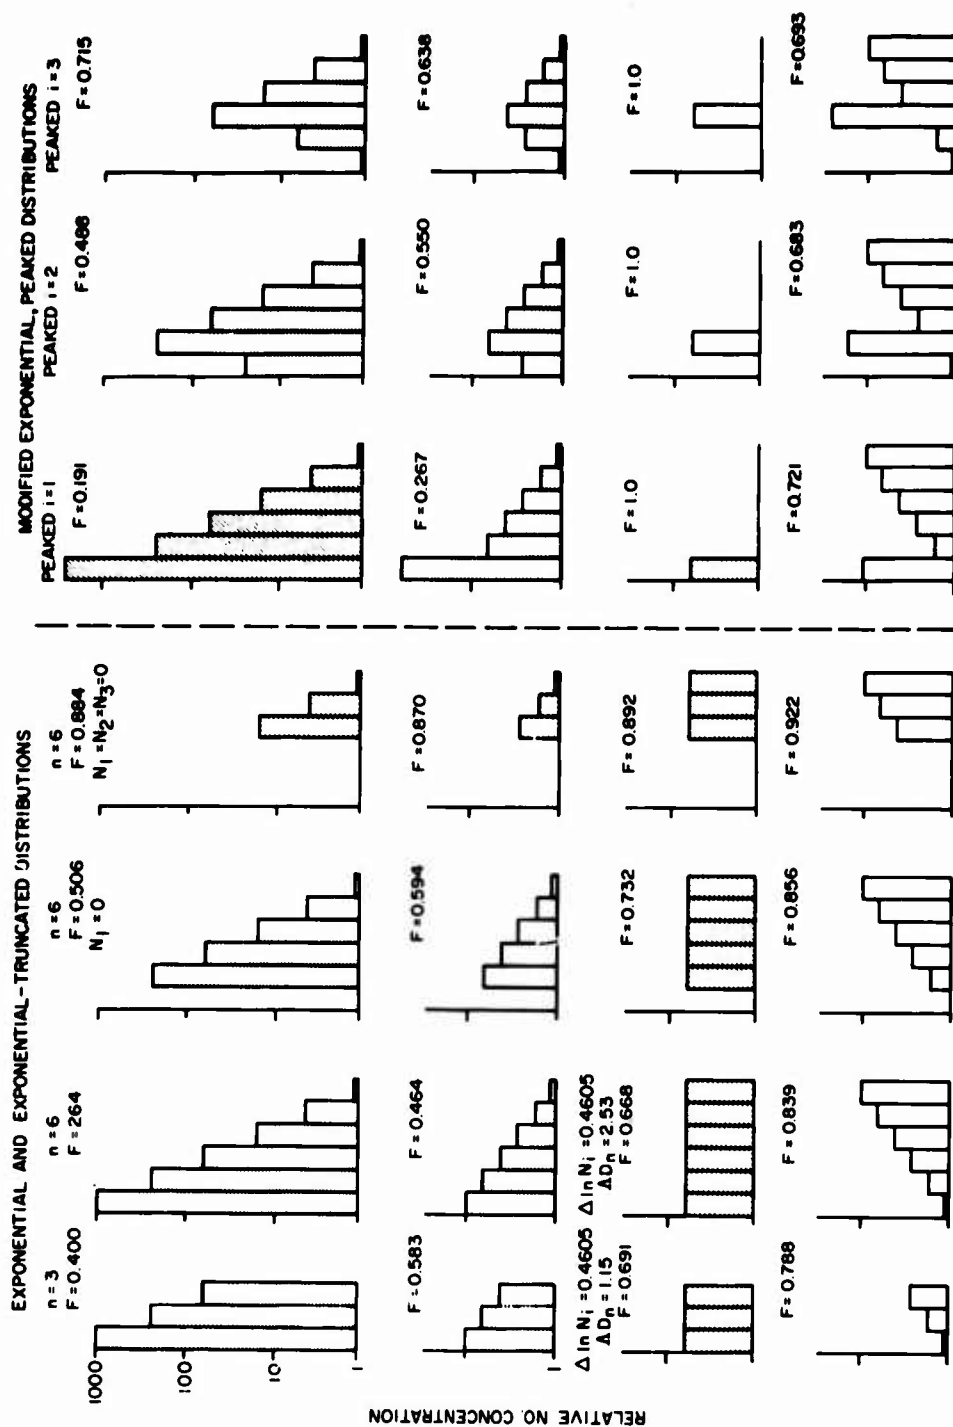 EXPONENTIAL AND EXPONENTIAL-TRUNCATED DISTRIBUTIONS
MODIFIED EXPONENTIAL, PEAKED DISTRIBUTIONS
n = 3
F = 0.400
n = 6
F = 264
n = 6
F = 0.506
N₁ = 0
n = 6
F = 0.884
N₁ = N₂ = N₃ = 0
PEAKED i = 1
F = 0.191
PEAKED i = 2
F = 0.488
PEAKED i = 3
F = 0.715
1000
100
10
1
F = 0.583
F = 0.464
F = 0.594
F = 0.870
F = 0.267
F = 0.550
F = 0.638
1
Δ ln Nᵢ = 0.4605
Δ Dₙ = 1.15
F = 0.691
Δ ln Nᵢ = 0.4605
Δ Dₙ = 2.53
F = 0.668
F = 0.732
F = 0.892
F = 1.0
F = 1.0
F = 1.0
F = 0.788
F = 0.839
F = 0.856
F = 0.922
F = 0.721
F = 0.683
F = 0.693
RELATIVE NO. CONCENTRATION